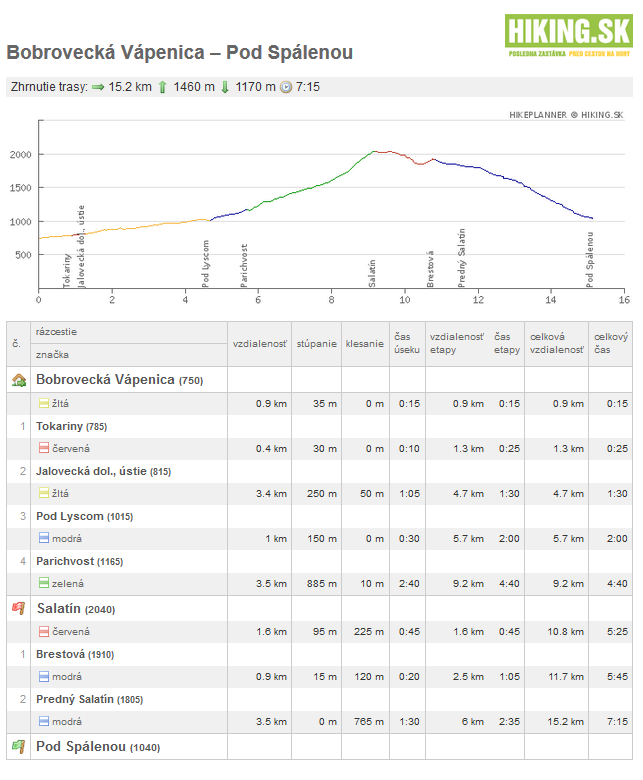 HIKING.SK
POSLEDNÁ ZASTÁVKA PRED CESTOU NA HORY
Bobrovecká Vápenica – Pod Spálenou
Zhrnutie trasy: 15.2 km 1460 m 1170 m 7:15
HIKEPLANNER © HIKING.SK
2000
1500
1000
500
Tokariny
Jalovecká dol., ústie
Pod Lyscom
Parichvost
Salatín
Brestová
Predný Salatín
Pod Spálenou
0 2 4 6 8 10 12 14 16
č. rázcestie značka vzdialenosť stúpanie klesanie čas úseku vzdialenosť etapy čas etapy celková vzdialenosť celkový čas
Bobrovecká Vápenica (750)
žltá 0.9 km 35 m 0 m 0:15 0.9 km 0:15 0.9 km 0:15
1 Tokariny (785)
červená 0.4 km 30 m 0 m 0:10 1.3 km 0:25 1.3 km 0:25
2 Jalovecká dol., ústie (815)
žltá 3.4 km 250 m 50 m 1:05 4.7 km 1:30 4.7 km 1:30
3 Pod Lyscom (1015)
modrá 1 km 150 m 0 m 0:30 5.7 km 2:00 5.7 km 2:00
4 Parichvost (1165)
zelená 3.5 km 885 m 10 m 2:40 9.2 km 4:40 9.2 km 4:40
Salatín (2040)
červená 1.6 km 95 m 225 m 0:45 1.6 km 0:45 10.8 km 5:25
1 Brestová (1910)
modrá 0.9 km 15 m 120 m 0:20 2.5 km 1:05 11.7 km 5:45
2 Predný Salatín (1805)
modrá 3.5 km 0 m 765 m 1:30 6 km 2:35 15.2 km 7:15
Pod Spálenou (1040)